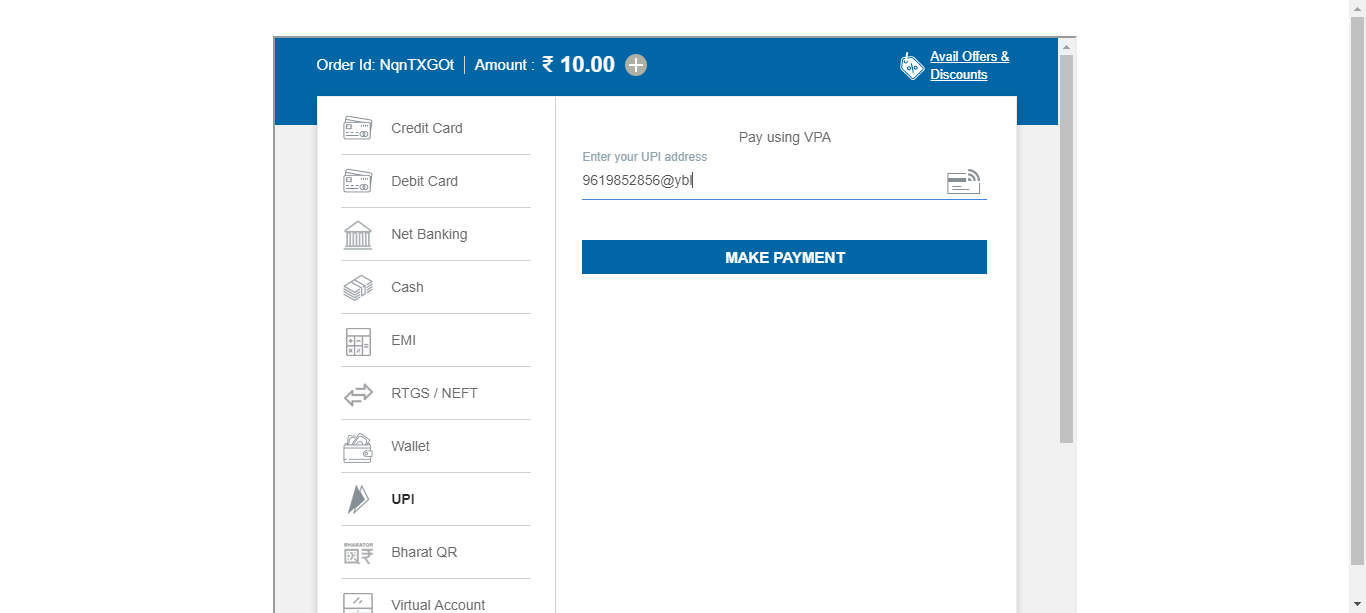 Order Id: NqnTXGOt | Amount : ₹ 10.00
Avail Offers &
Discounts
Credit Card
Debit Card
Net Banking
Cash
EMI
RTGS / NEFT
Wallet
UPI
BHARATQR
Bharat QR
Virtual Account
Pay using VPA
Enter your UPI address
9619852856@ybl
MAKE PAYMENT